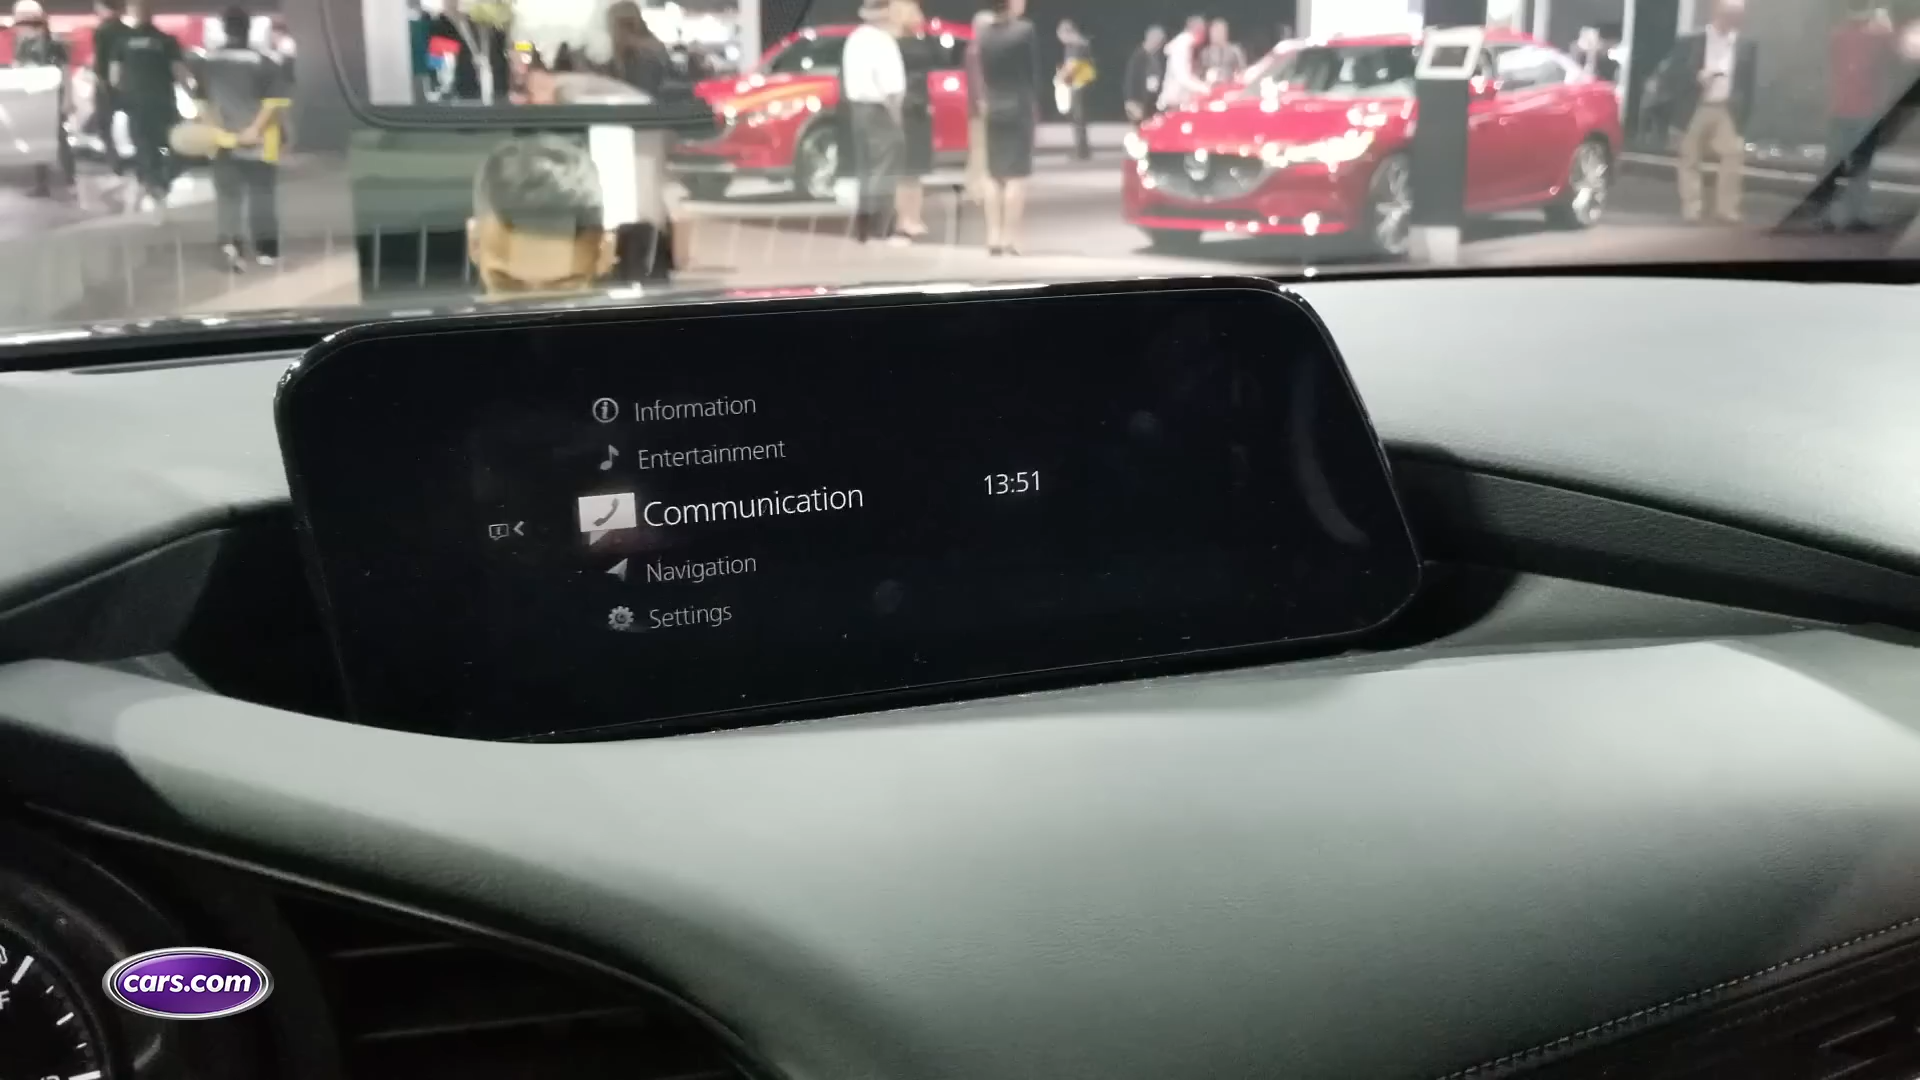 Information
Entertainment
Communication
13:51
Navigation
Settings
cars.com
F